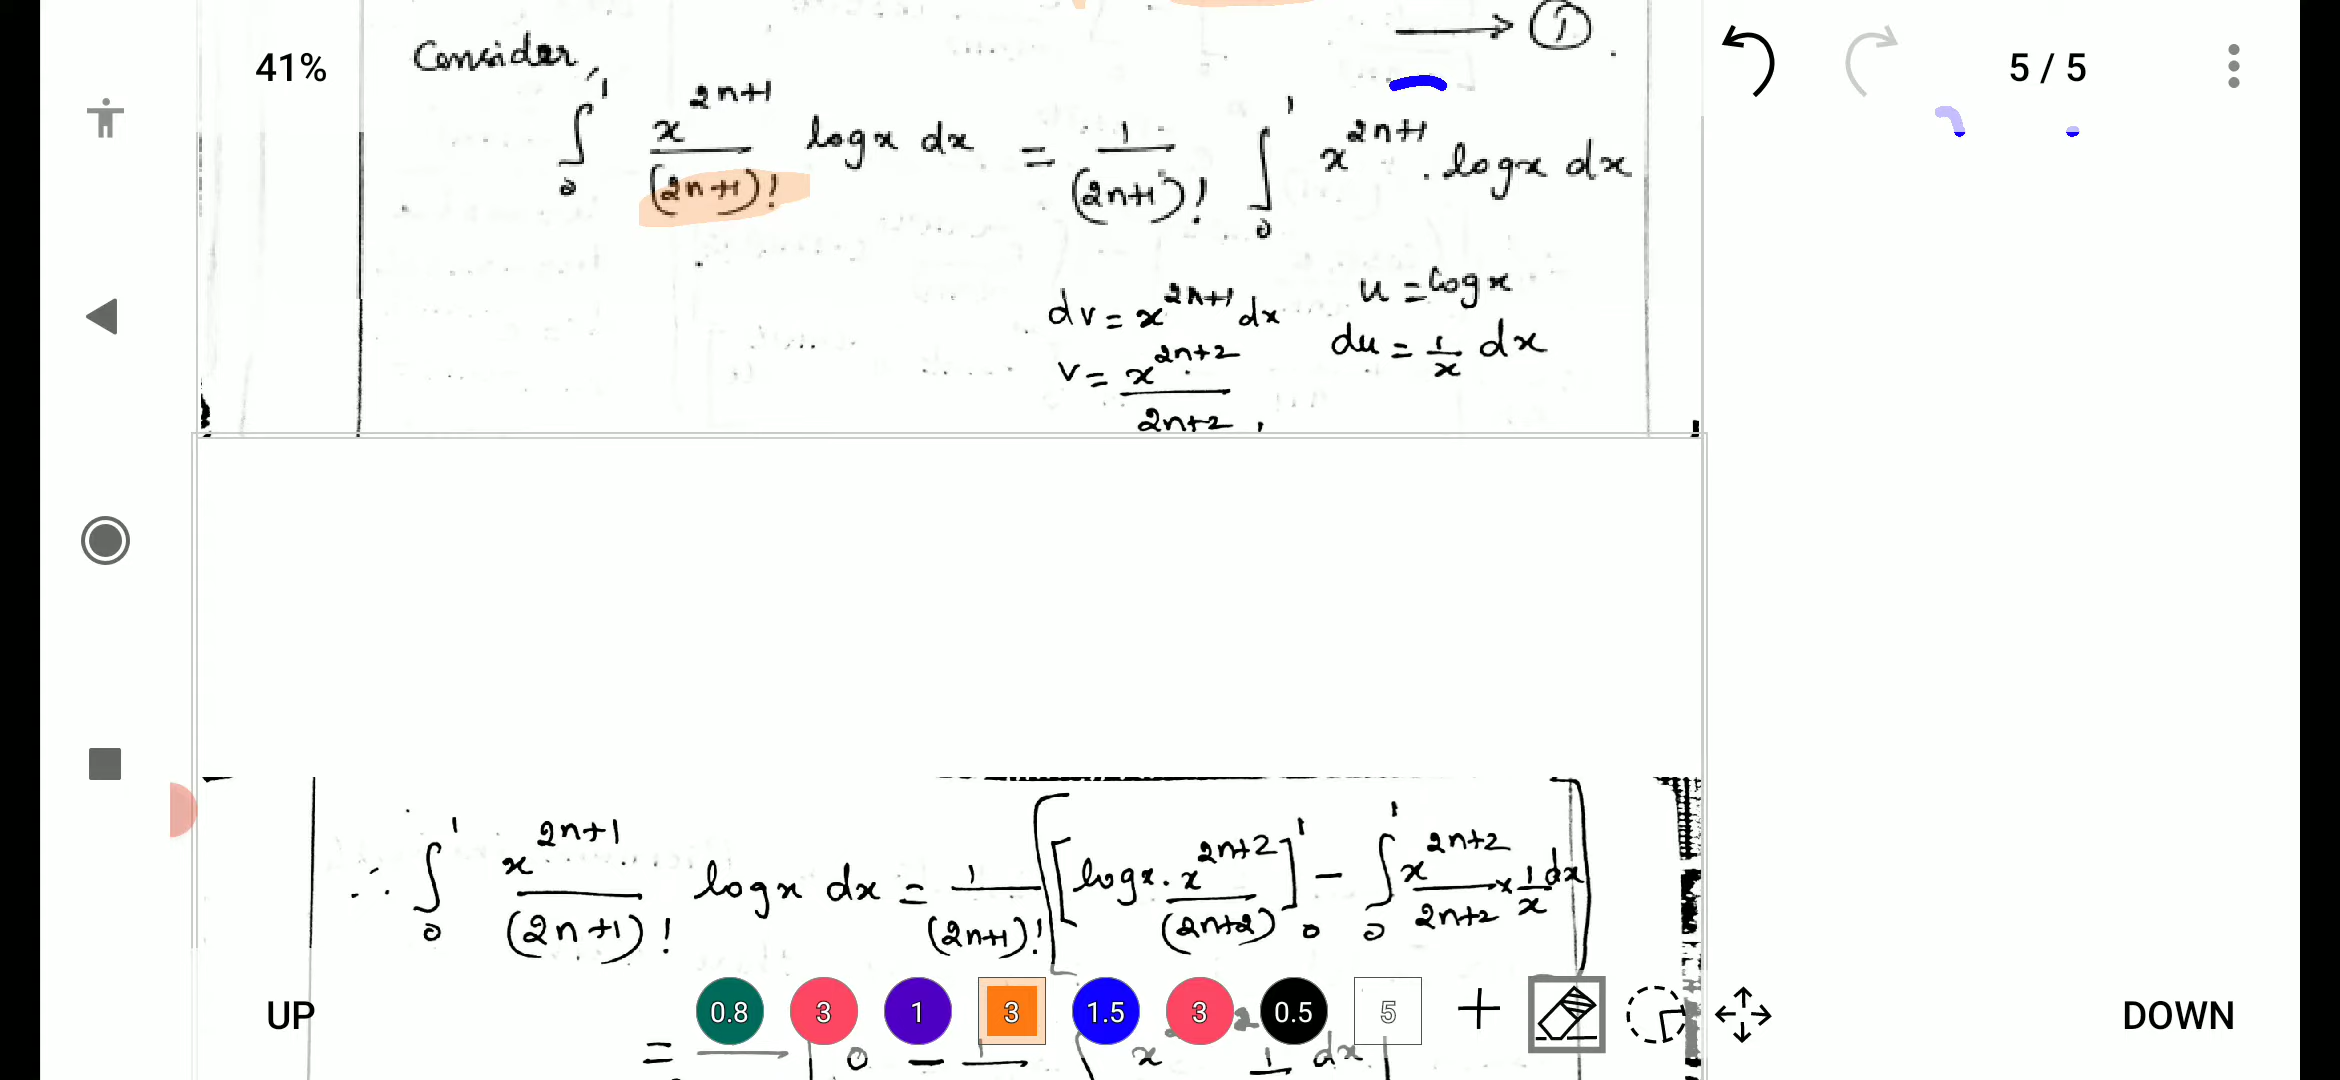 ⟶ ①
Consider,
41%
5 / 5
∫₀¹ x^{2n+1}/(2n+1)! log x dx = 1/(2n+1)! ∫₀¹ x^{2n+1} . log x dx
dv = x^{2n+1} dx u = log x
v = x^{2n+2}/2n+2 , du = 1/x dx
∴ ∫₀¹ x^{2n+1}/(2n+1)! log x dx = 1/(2n+1)! [ [log x . x^{2n+2}/(2n+2)]₀¹ − ∫₀¹ x^{2n+2}/2n+2 × 1/x dx ]
UP 0.8 3 1 3 1.5 3 0.5 5 + DOWN